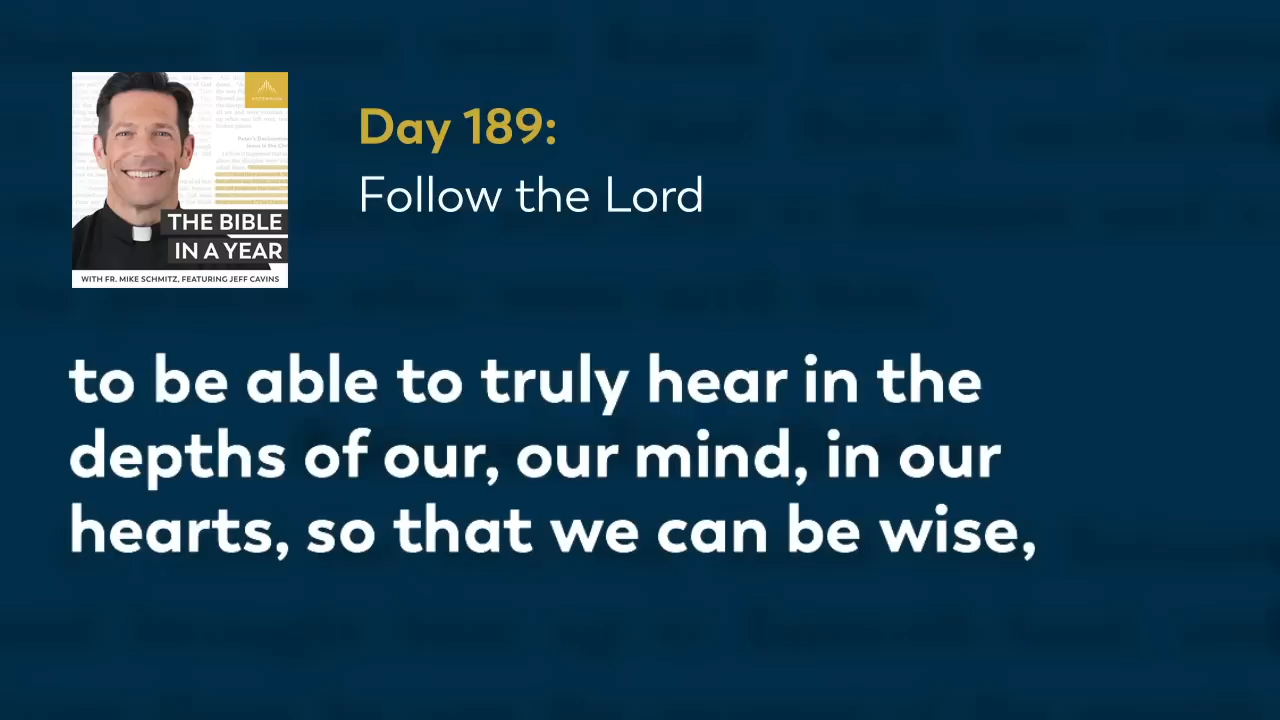 Day 189:
Follow the Lord
THE BIBLE
IN A YEAR
WITH FR. MIKE SCHMITZ, FEATURING JEFF CAVINS
to be able to truly hear in the
depths of our, our mind, in our
hearts, so that we can be wise,